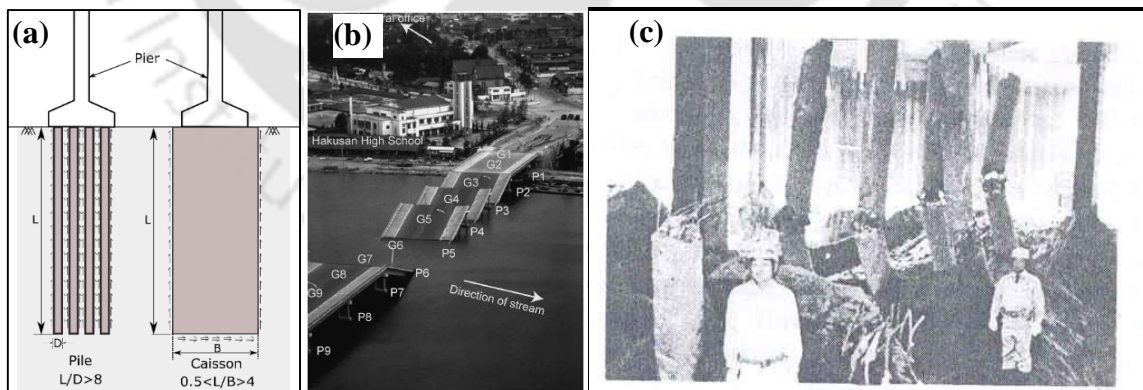 (a)
Pier
L
L
D
B
Pile
L/D>8
Caisson
0.5<L/B>4
(b)
office
Hakusan High School
G1
G2
G3
G4
G5
G6
G7
G8
G9
P1
P2
P3
P4
P5
P6
P7
P8
P9
Direction of stream
(c)